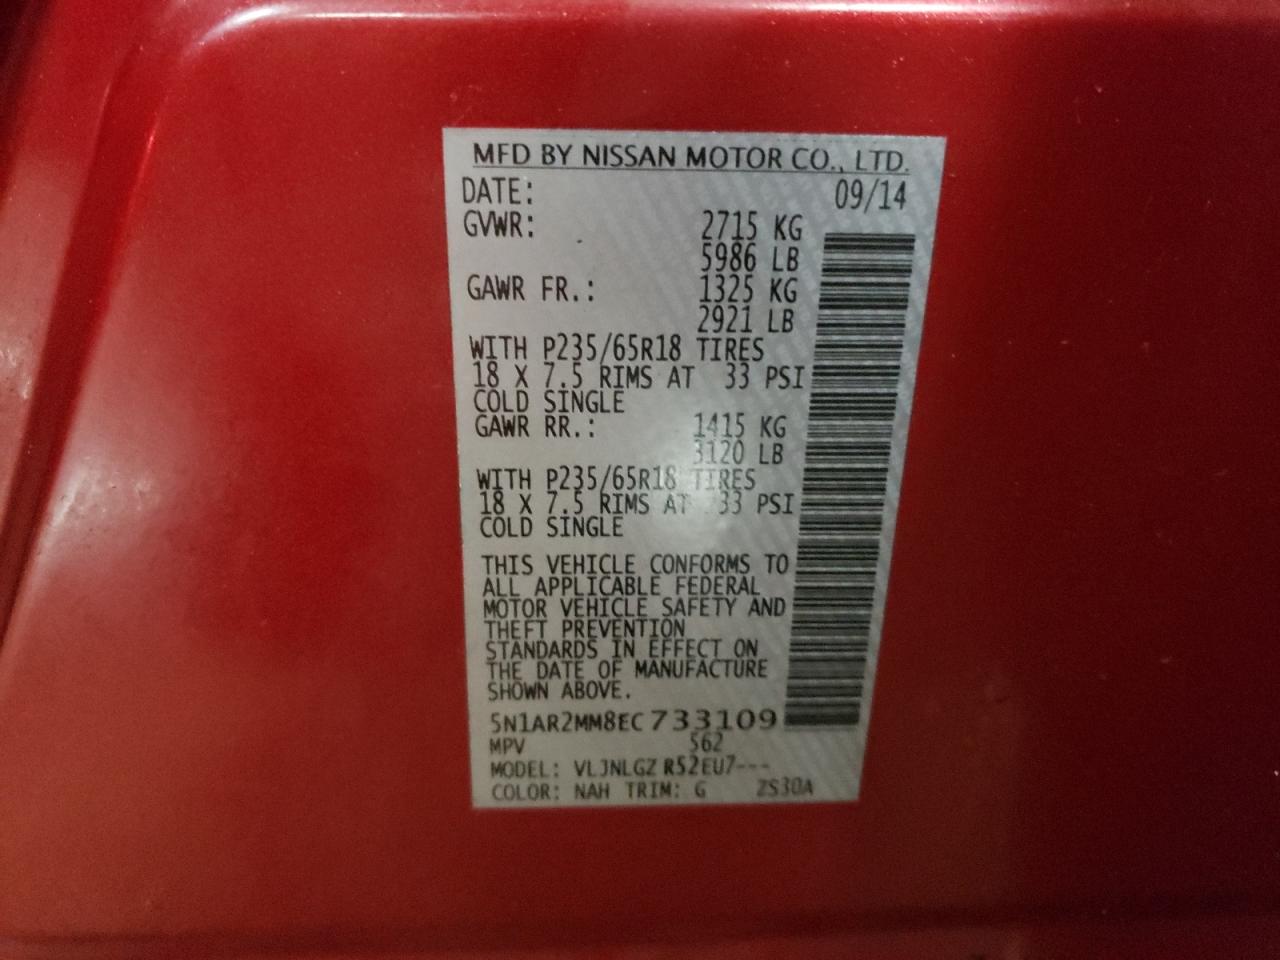 MFD BY NISSAN MOTOR CO., LTD.
DATE: 09/14
GVWR: 2715 KG
5986 LB
GAWR FR.: 1325 KG
2921 LB
WITH P235/65R18 TIRES
18 X 7.5 RIMS AT 33 PSI
COLD SINGLE
GAWR RR.: 1415 KG
3120 LB
WITH P235/65R18 TIRES
18 X 7.5 RIMS AT 33 PSI
COLD SINGLE
THIS VEHICLE CONFORMS TO
ALL APPLICABLE FEDERAL
MOTOR VEHICLE SAFETY AND
THEFT PREVENTION
STANDARDS IN EFFECT ON
THE DATE OF MANUFACTURE
SHOWN ABOVE.
5N1AR2MM8EC733109
MPV 562
MODEL: VLJNLGZ R52EU7---
COLOR: NAH TRIM: G ZS30A